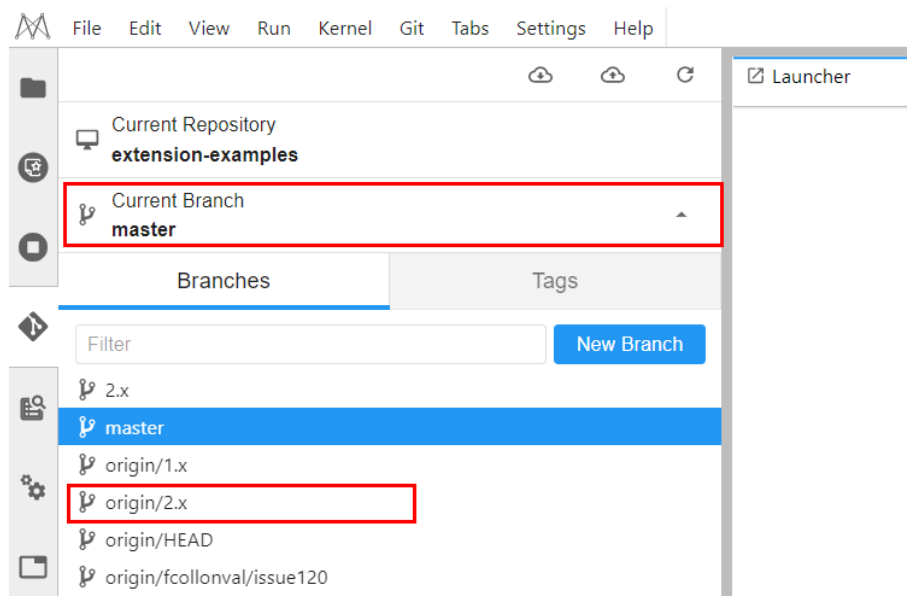 File Edit View Run Kernel Git Tabs Settings Help
Launcher
Current Repository
extension-examples
Current Branch
master
Branches Tags
Filter New Branch
2.x
master
origin/1.x
origin/2.x
origin/HEAD
origin/fcollonval/issue120